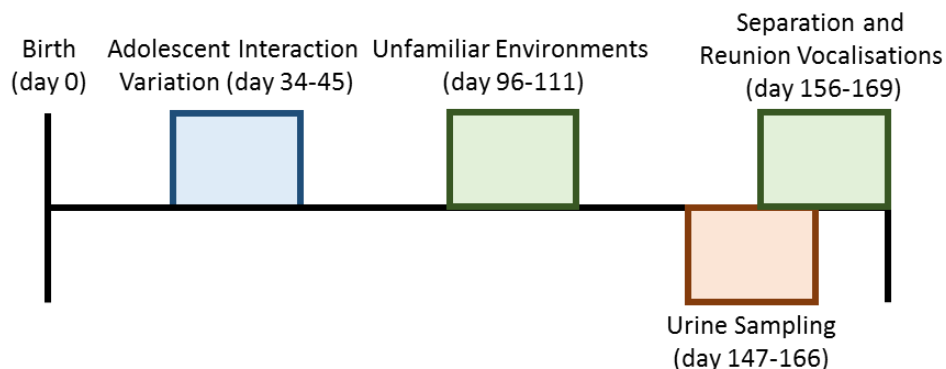 Birth
(day 0)
Adolescent Interaction
Variation (day 34-45)
Unfamiliar Environments
(day 96-111)
Separation and
Reunion Vocalisations
(day 156-169)
Urine Sampling
(day 147-166)